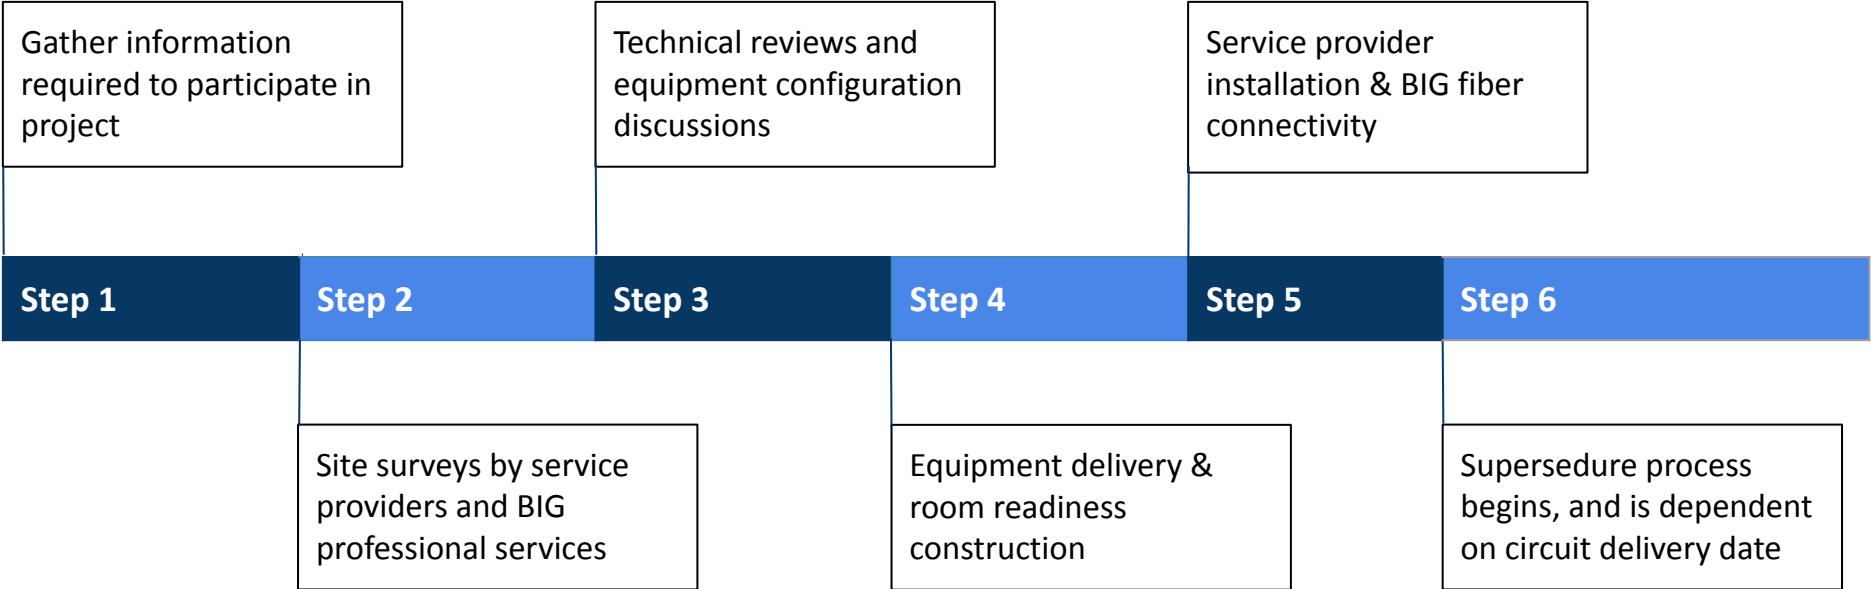 Gather information
required to participate in
project
Technical reviews and
equipment configuration
discussions
Service provider
installation & BIG fiber
connectivity
Step 1
Step 2
Step 3
Step 4
Step 5
Step 6
Site surveys by service
providers and BIG
professional services
Equipment delivery &
room readiness
construction
Supersedure process
begins, and is dependent
on circuit delivery date